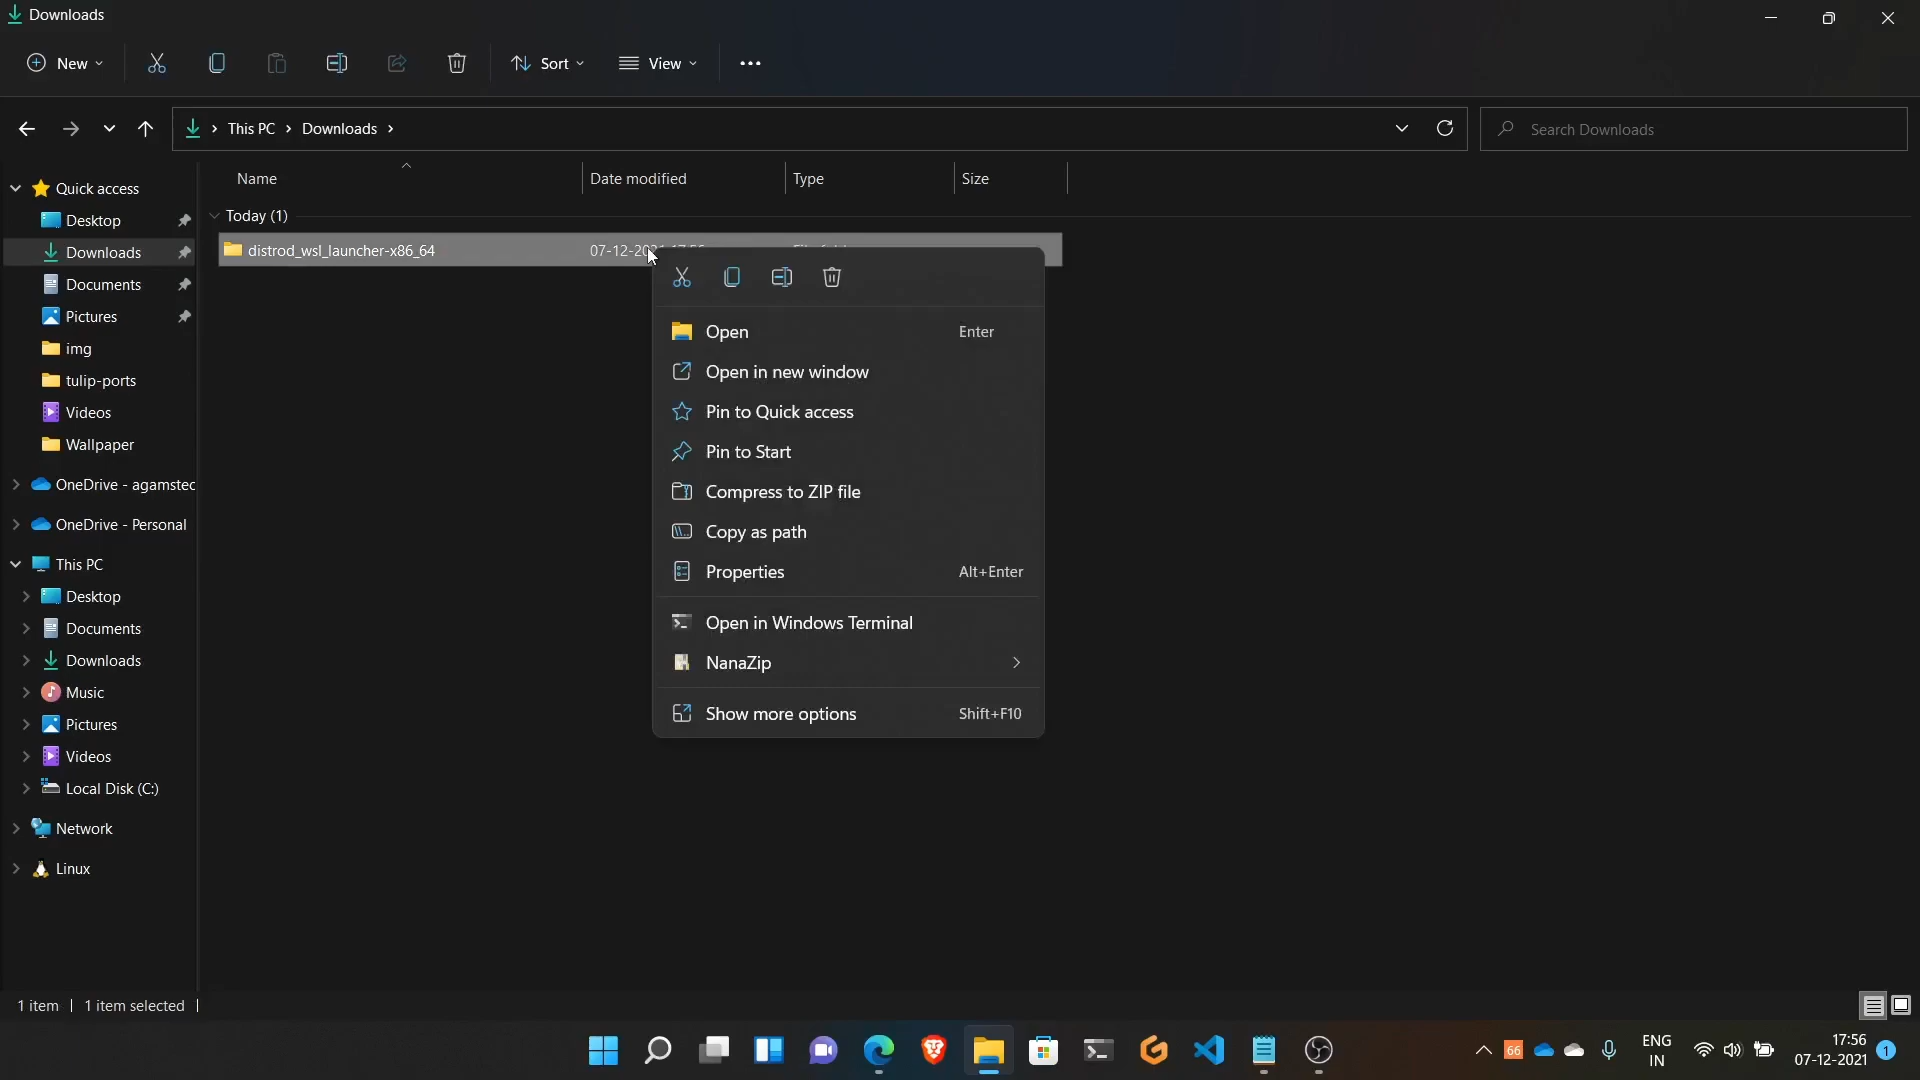 Downloads
New
Sort
View
This PC
Downloads
Search Downloads
Name
Date modified
Type
Size
Today (1)
distrod_wsl_launcher-x86_64
Quick access
Desktop
Downloads
Documents
Pictures
img
tulip-ports
Videos
Wallpaper
OneDrive - agamstec
OneDrive - Personal
This PC
Desktop
Documents
Downloads
Music
Pictures
Videos
Local Disk (C:)
Network
Linux
Open Enter
Open in new window
Pin to Quick access
Pin to Start
Compress to ZIP file
Copy as path
Properties Alt+Enter
Open in Windows Terminal
NanaZip
Show more options Shift+F10
1 item
1 item selected
66
ENG
IN
17:56
07-12-2021
1